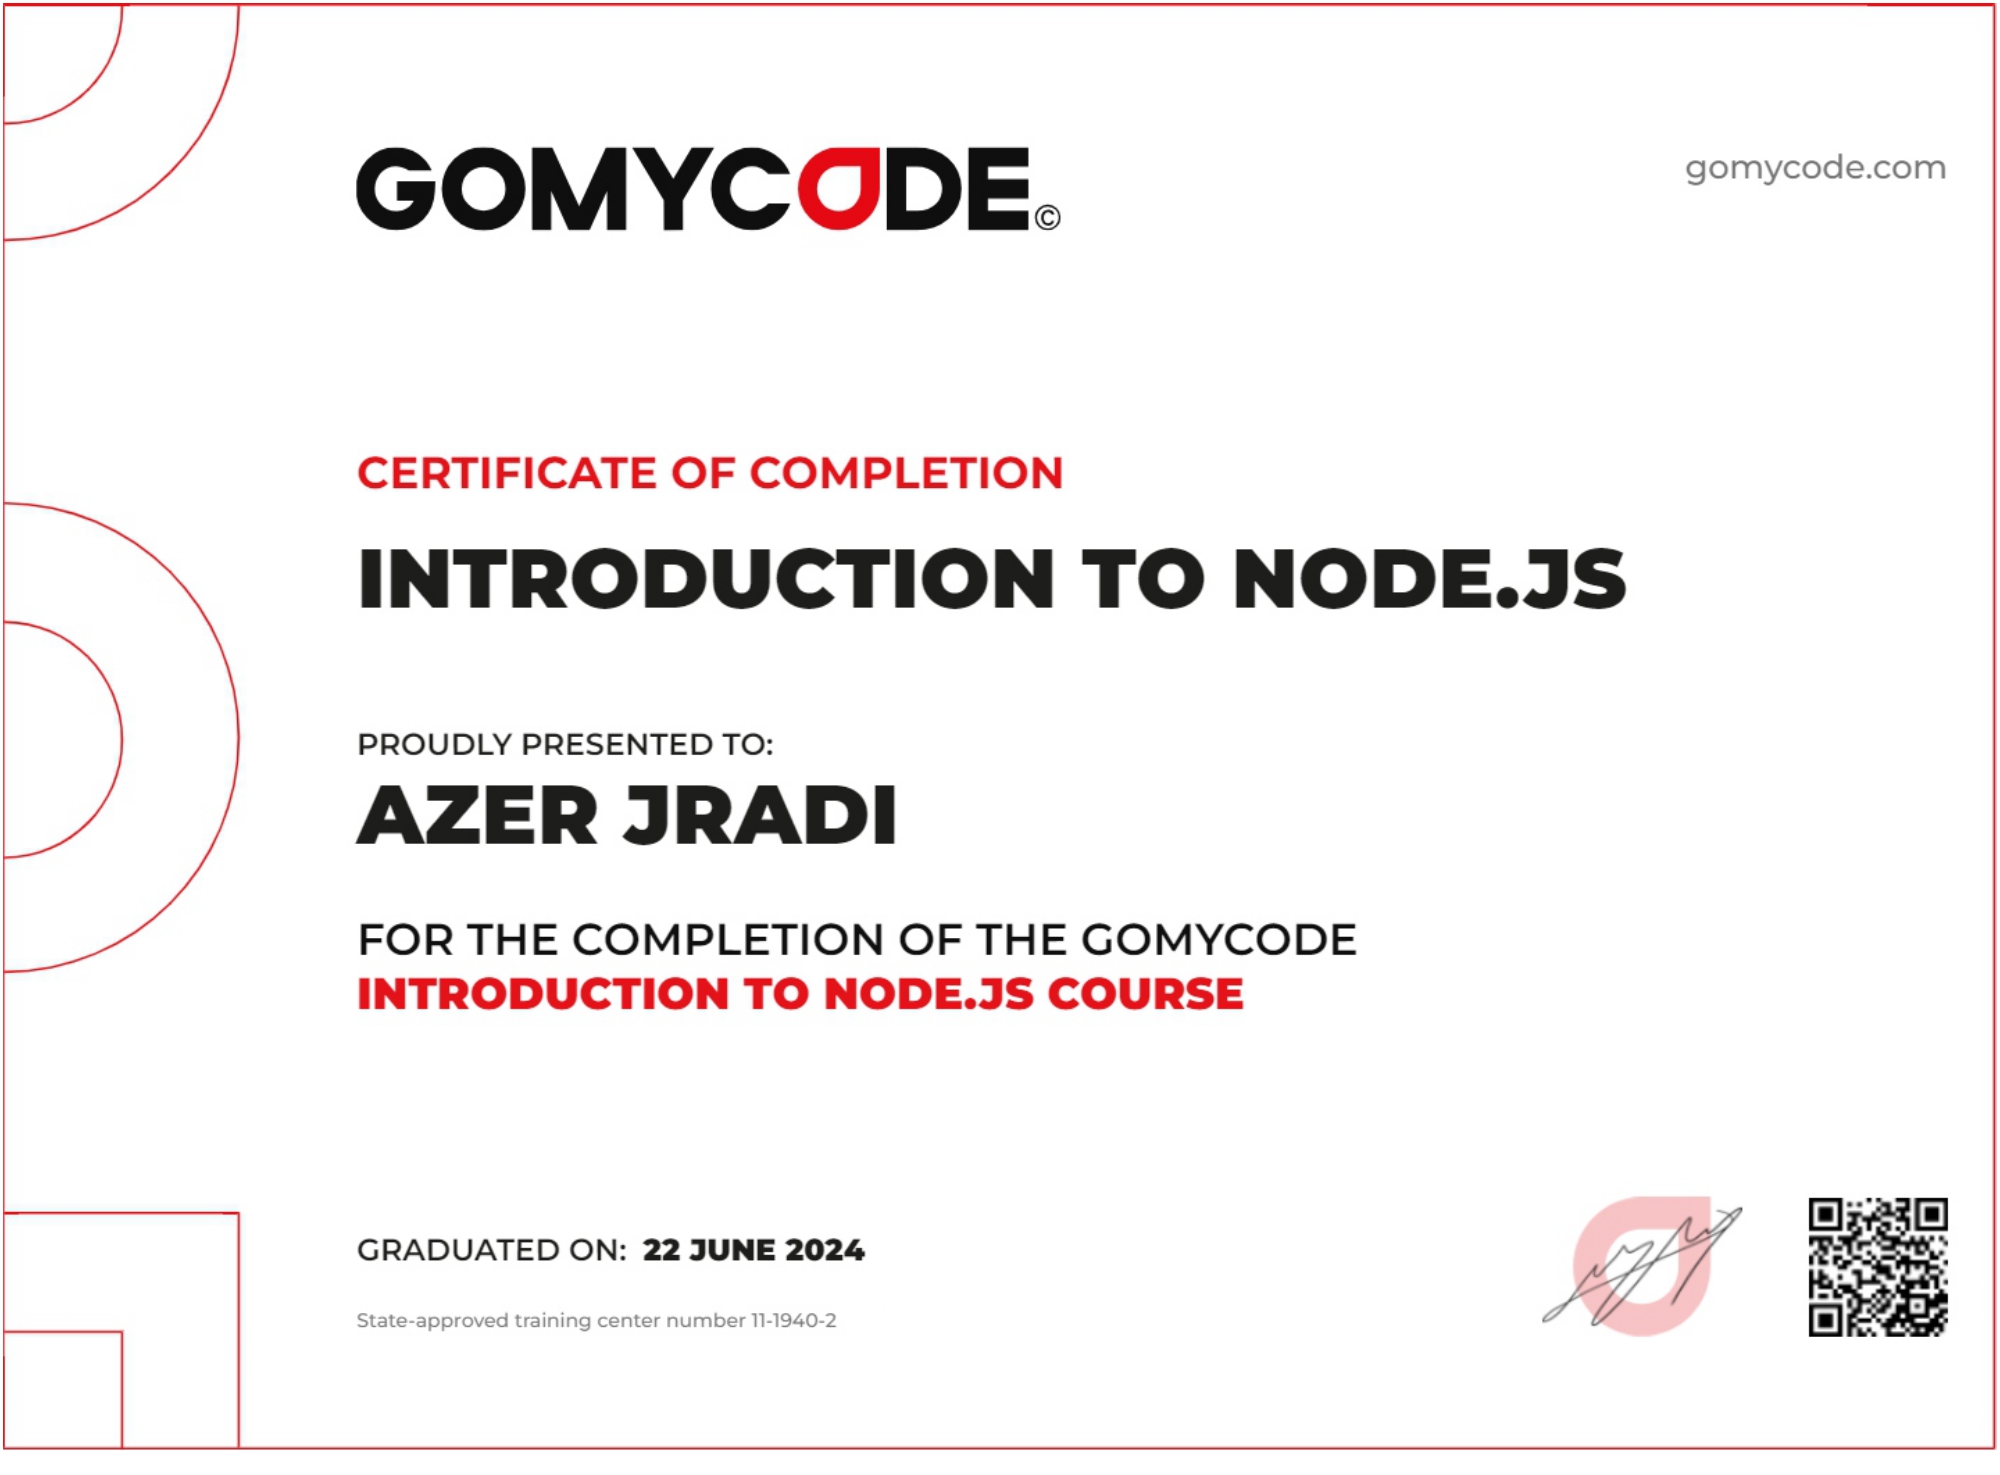 GOMYCODE©
gomycode.com
CERTIFICATE OF COMPLETION
INTRODUCTION TO NODE.JS
PROUDLY PRESENTED TO:
AZER JRADI
FOR THE COMPLETION OF THE GOMYCODE
INTRODUCTION TO NODE.JS COURSE
GRADUATED ON: 22 JUNE 2024
State-approved training center number 11-1940-2